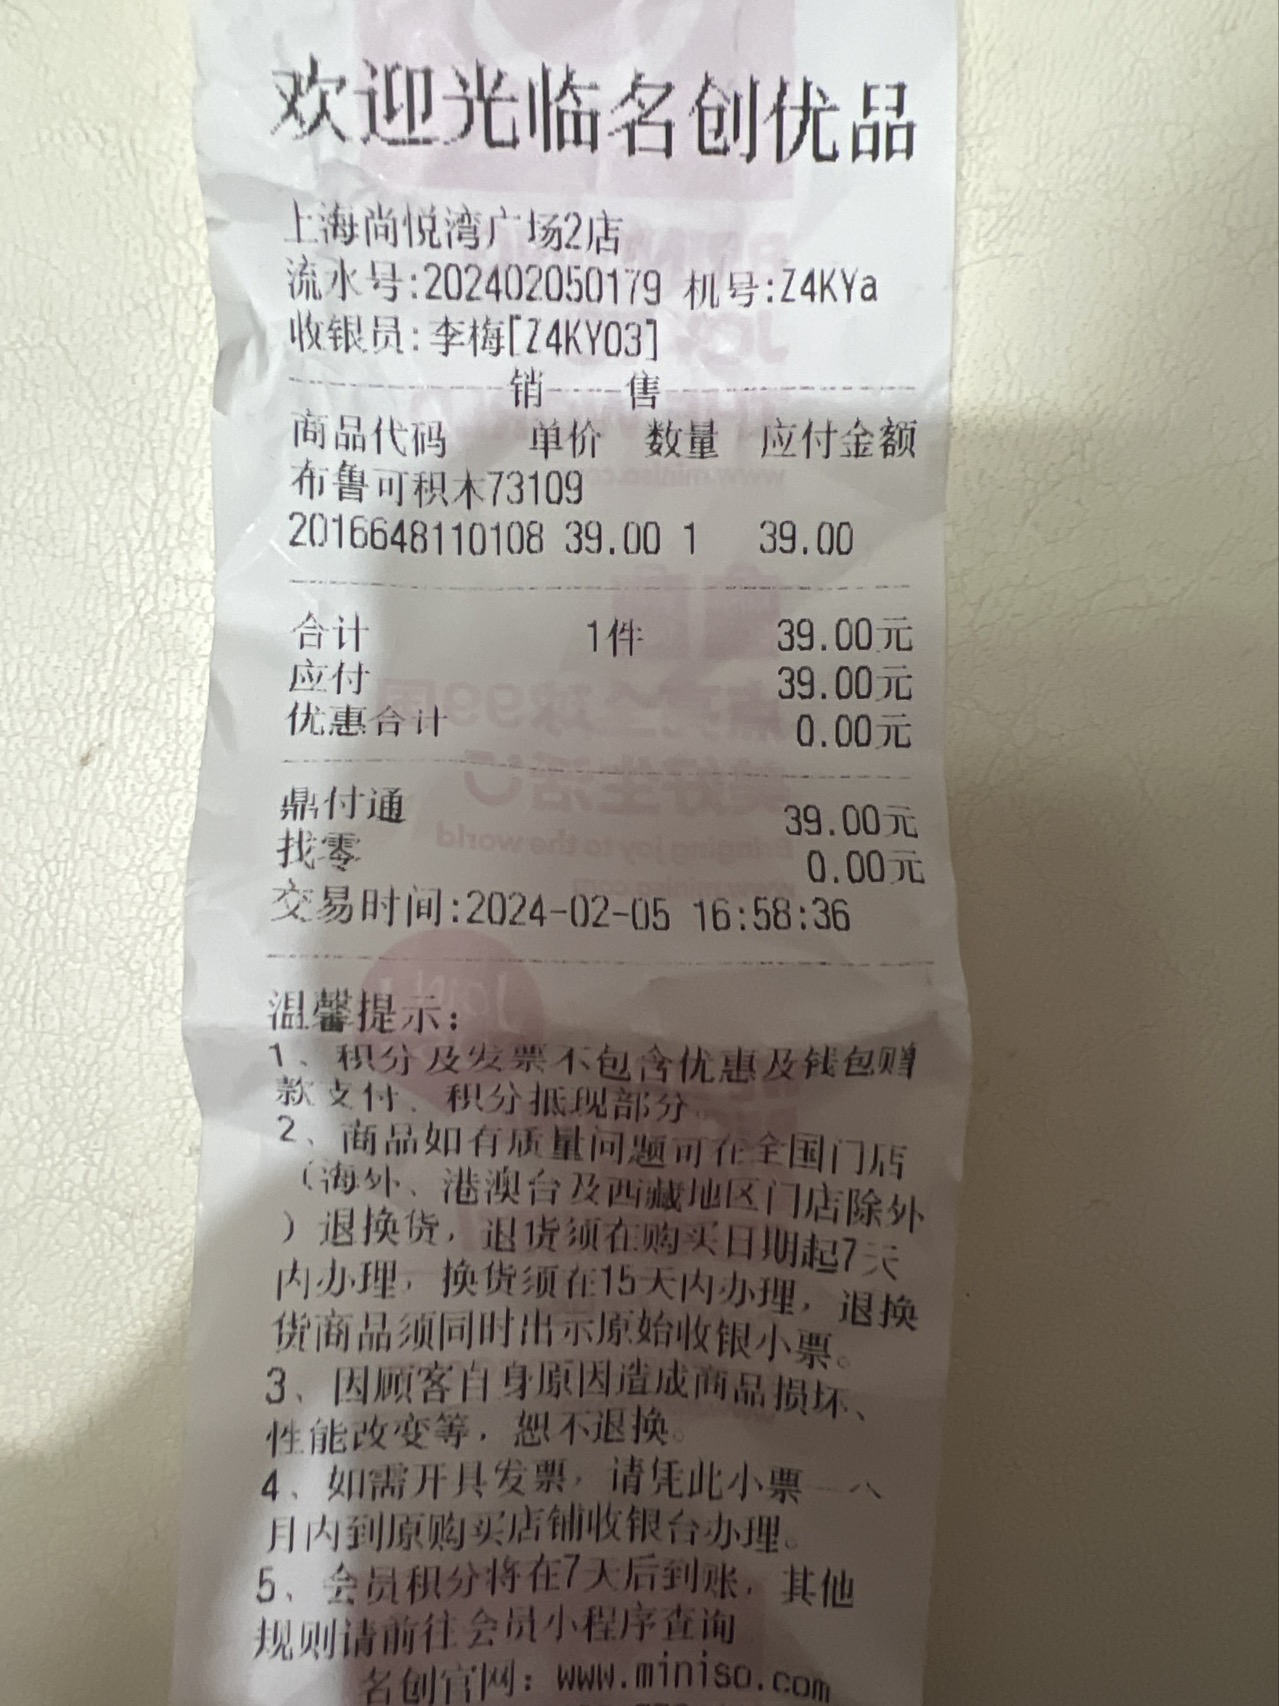 欢迎光临名创优品
上海尚悦湾广场2店
流水号:202402050179 机号:Z4KYa
收银员:李梅[Z4KY03]
销 售
商品代码 单价 数量 应付金额
布鲁可积木73109
2016648110108 39.00 1 39.00
合计 1件 39.00元
应付 39.00元
优惠合计 0.00元
鼎付通 39.00元
找零 0.00元
交易时间:2024-02-05 16:58:36
温馨提示:
1、积分及发票不包含优惠及钱包赠
款支付、积分抵现部分。
2、商品如有质量问题可在全国门店
(海外、港澳台及西藏地区门店除外
)退换货,退货须在购买日期起7天
内办理,换货须在15天内办理,退换
货商品须同时出示原始收银小票。
3、因顾客自身原因造成商品损坏、
性能改变等,恕不退换。
4、如需开具发票,请凭此小票一个
月内到原购买店铺收银台办理。
5、会员积分将在7天后到账,其他
规则请前往会员小程序查询
名创官网: www.miniso.com